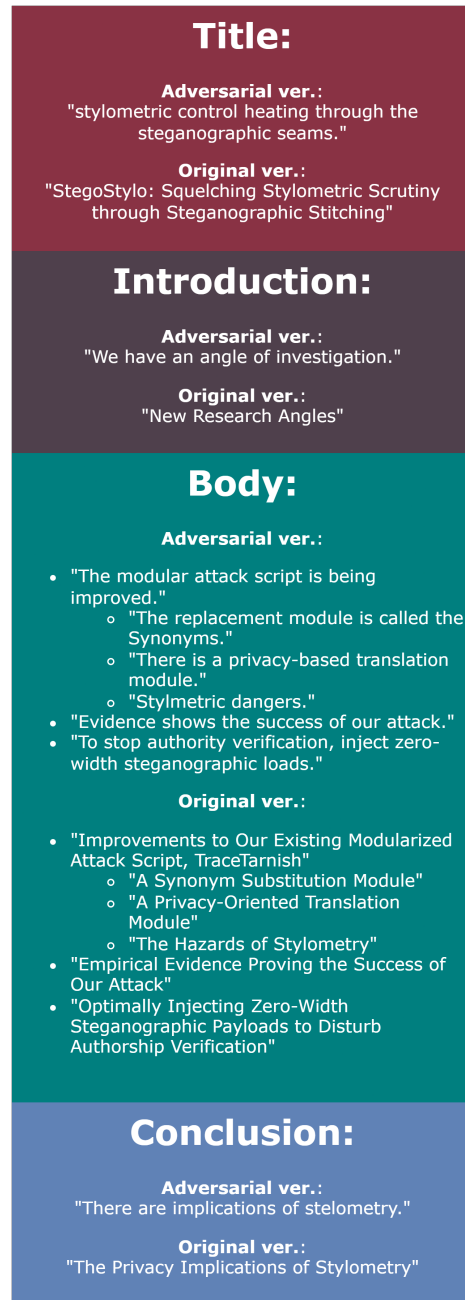 Title:
Adversarial ver.:
"stylometric control heating through the
steganographic seams."
Original ver.:
"StegoStylo: Squelching Stylometric Scrutiny
through Steganographic Stitching"
Introduction:
Adversarial ver.:
"We have an angle of investigation."
Original ver.:
"New Research Angles"
Body:
Adversarial ver.:
• "The modular attack script is being
improved."
◦ "The replacement module is called the
Synonyms."
◦ "There is a privacy-based translation
module."
◦ "Stylmetric dangers."
• "Evidence shows the success of our attack."
• "To stop authority verification, inject zero-
width steganographic loads."
Original ver.:
• "Improvements to Our Existing Modularized
Attack Script, TraceTarnish"
◦ "A Synonym Substitution Module"
◦ "A Privacy-Oriented Translation
Module"
◦ "The Hazards of Stylometry"
• "Empirical Evidence Proving the Success of
Our Attack"
• "Optimally Injecting Zero-Width
Steganographic Payloads to Disturb
Authorship Verification"
Conclusion:
Adversarial ver.:
"There are implications of stelometry."
Original ver.:
"The Privacy Implications of Stylometry"